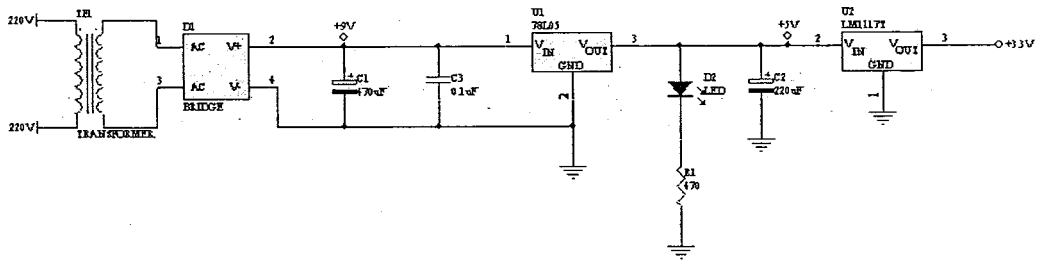 220V
TF1
220V
TRANSFORMER
D1
1
AC
V+
2
3
AC
V-
4
BRIDGE
+9V
C1
470uF
C3
0.1uF
U1
78L05
1
V
IN
V
OUT
3
GND
2
D2
LED
R1
470
+5V
C2
220uF
U2
LM1117T
2
V
IN
V
OUT
3
GND
1
+3.3V